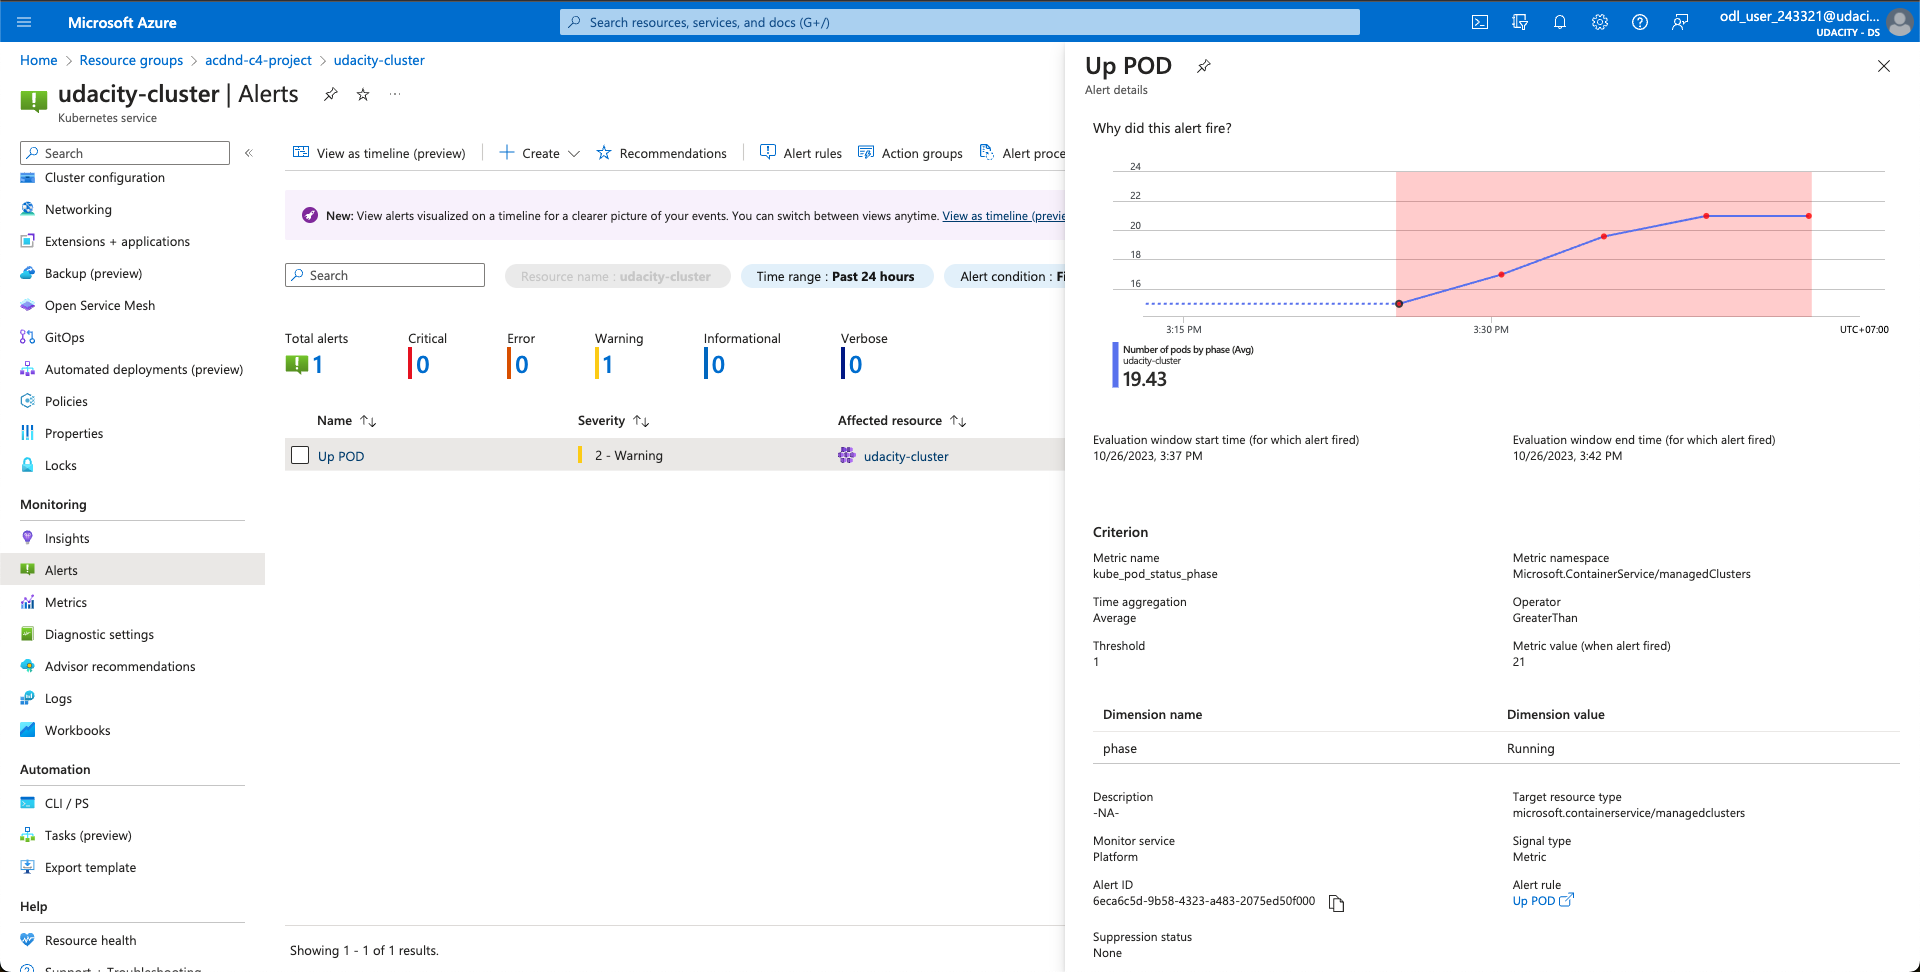 Microsoft Azure
Search resources, services, and docs (G+/)
odl_user_243321@udaci...
UDACITY - DS
Home > Resource groups > acdnd-c4-project > udacity-cluster
udacity-cluster | Alerts
...
Kubernetes service
Search
«
Cluster configuration
Networking
Extensions + applications
Backup (preview)
Open Service Mesh
GitOps
Automated deployments (preview)
Policies
Properties
Locks
Monitoring
Insights
Alerts
Metrics
Diagnostic settings
Advisor recommendations
Logs
Workbooks
Automation
CLI / PS
Tasks (preview)
Export template
Help
Resource health
Support + Troubleshooting
View as timeline (preview)
Create
Recommendations
Alert rules
Action groups
Alert proce
New: View alerts visualized on a timeline for a clearer picture of your events. You can switch between views anytime. View as timeline (previe
Search
Resource name : udacity-cluster
Time range : Past 24 hours
Alert condition : Fi
Total alerts
1
Critical
0
Error
0
Warning
1
Informational
0
Verbose
0
Name
Severity
Affected resource
Up POD
2 - Warning
udacity-cluster
Showing 1 - 1 of 1 results.
Up POD
Alert details
Why did this alert fire?
24
22
20
18
16
3:15 PM
3:30 PM
UTC+07:00
Number of pods by phase (Avg)
udacity-cluster
19.43
Evaluation window start time (for which alert fired)
10/26/2023, 3:37 PM
Evaluation window end time (for which alert fired)
10/26/2023, 3:42 PM
Criterion
Metric name
kube_pod_status_phase
Metric namespace
Microsoft.ContainerService/managedClusters
Time aggregation
Average
Operator
GreaterThan
Threshold
1
Metric value (when alert fired)
21
Dimension name
Dimension value
phase
Running
Description
-NA-
Target resource type
microsoft.containerservice/managedclusters
Monitor service
Platform
Signal type
Metric
Alert ID
6eca6c5d-9b58-4323-a483-2075ed50f000
Alert rule
Up POD
Suppression status
None